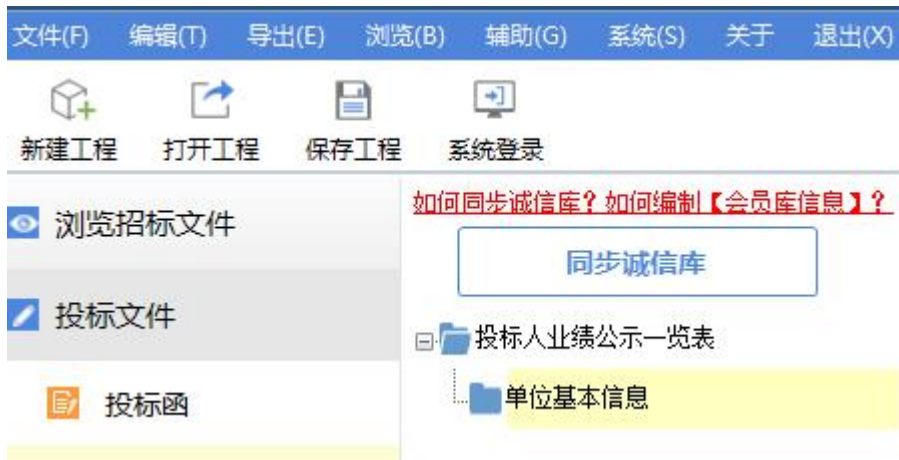 文件(F) 编辑(T) 导出(E) 浏览(B) 辅助(G) 系统(S) 关于 退出(X)
新建工程 打开工程 保存工程 系统登录
浏览招标文件
投标文件
投标函
如何同步诚信库？如何编制【会员库信息】？
同步诚信库
投标人业绩公示一览表
单位基本信息